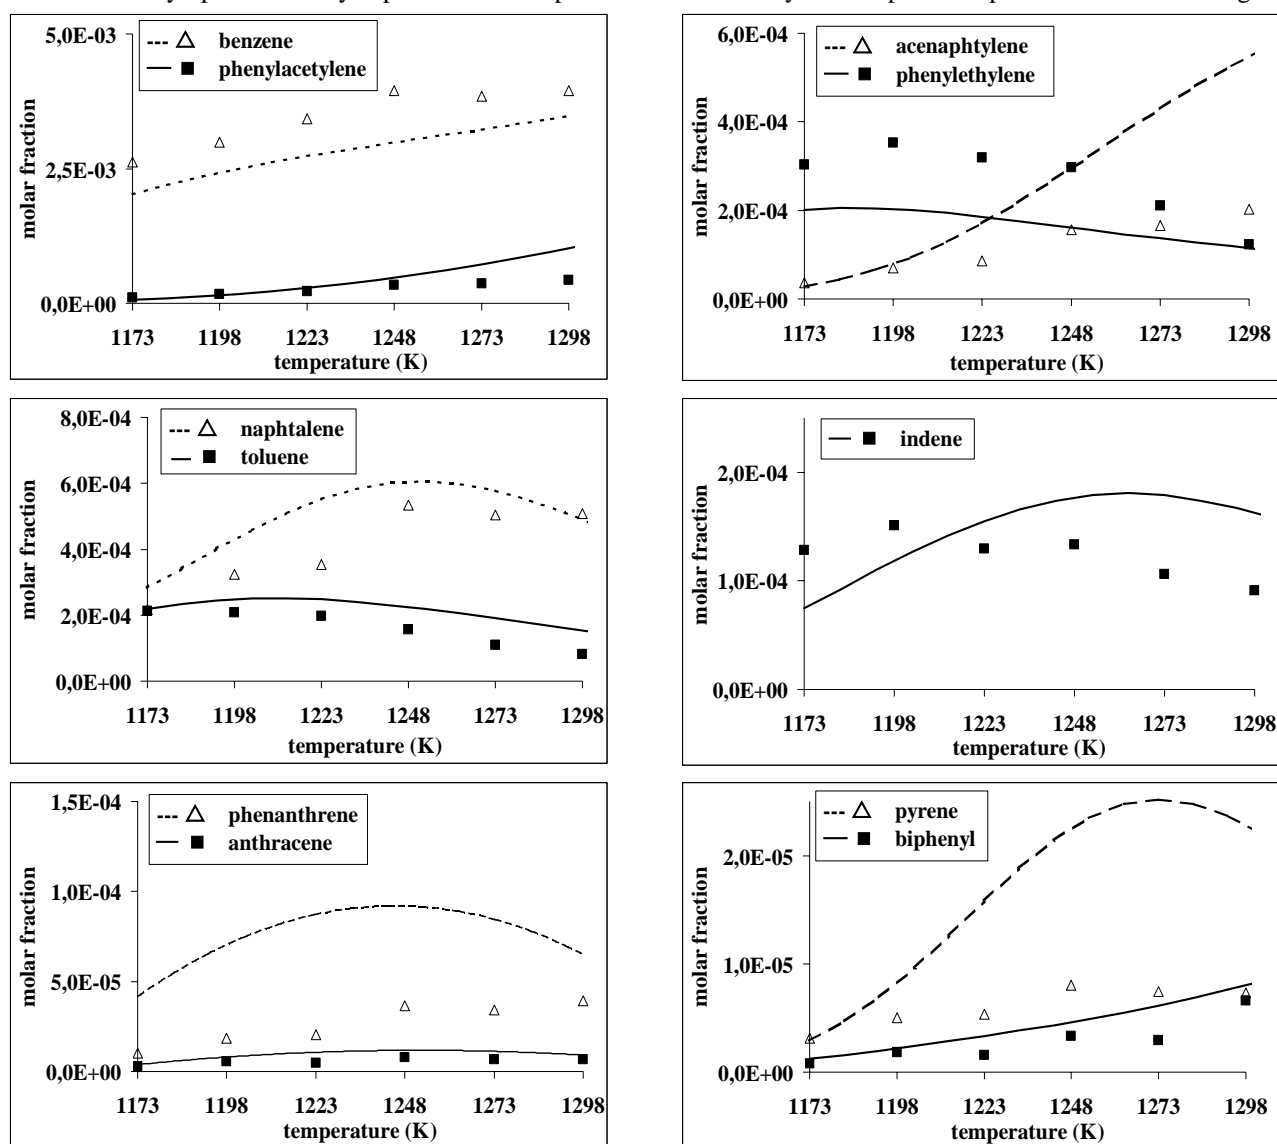 5,0E-03
benzene
phenylacetylene
2,5E-03
0,0E+00
molar fraction
1173 1198 1223 1248 1273 1298
temperature (K)
6,0E-04
acenaphtylene
phenylethylene
4,0E-04
2,0E-04
0,0E+00
molar fraction
1173 1198 1223 1248 1273 1298
temperature (K)
8,0E-04
naphtalene
toluene
6,0E-04
4,0E-04
2,0E-04
0,0E+00
molar fraction
1173 1198 1223 1248 1273 1298
temperature (K)
indene
2,0E-04
1,0E-04
0,0E+00
molar fraction
1173 1198 1223 1248 1273 1298
temperature (K)
1,5E-04
phenanthrene
anthracene
1,0E-04
5,0E-05
0,0E+00
molar fraction
1173 1198 1223 1248 1273 1298
temperature (K)
pyrene
biphenyl
2,0E-05
1,0E-05
0,0E+00
molar fraction
1173 1198 1223 1248 1273 1298
temperature (K)